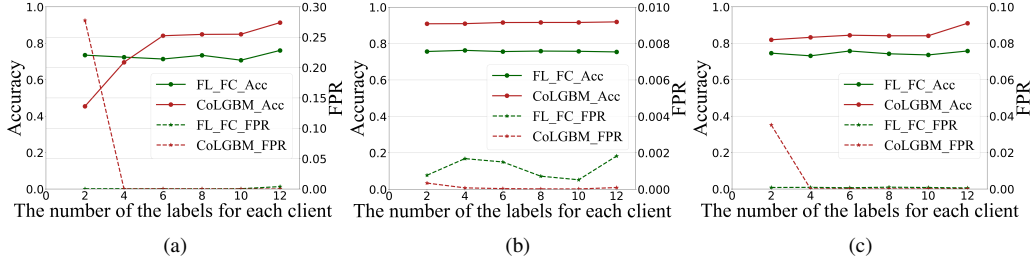 1.0
0.8
0.6
0.4
0.2
0.0
Accuracy
0
2
4
6
8
10
12
0.30
0.25
0.20
0.15
0.10
0.05
0.00
FPR
FL_FC_Acc
CoLGBM_Acc
FL_FC_FPR
CoLGBM_FPR
The number of the labels for each client
(a)
1.0
0.8
0.6
0.4
0.2
0.0
Accuracy
0
2
4
6
8
10
12
0.010
0.008
0.006
0.004
0.002
0.000
FPR
FL_FC_Acc
CoLGBM_Acc
FL_FC_FPR
CoLGBM_FPR
The number of the labels for each client
(b)
1.0
0.8
0.6
0.4
0.2
0.0
Accuracy
0
2
4
6
8
10
12
0.10
0.08
0.06
0.04
0.02
0.00
FPR
FL_FC_Acc
CoLGBM_Acc
FL_FC_FPR
CoLGBM_FPR
The number of the labels for each client
(c)